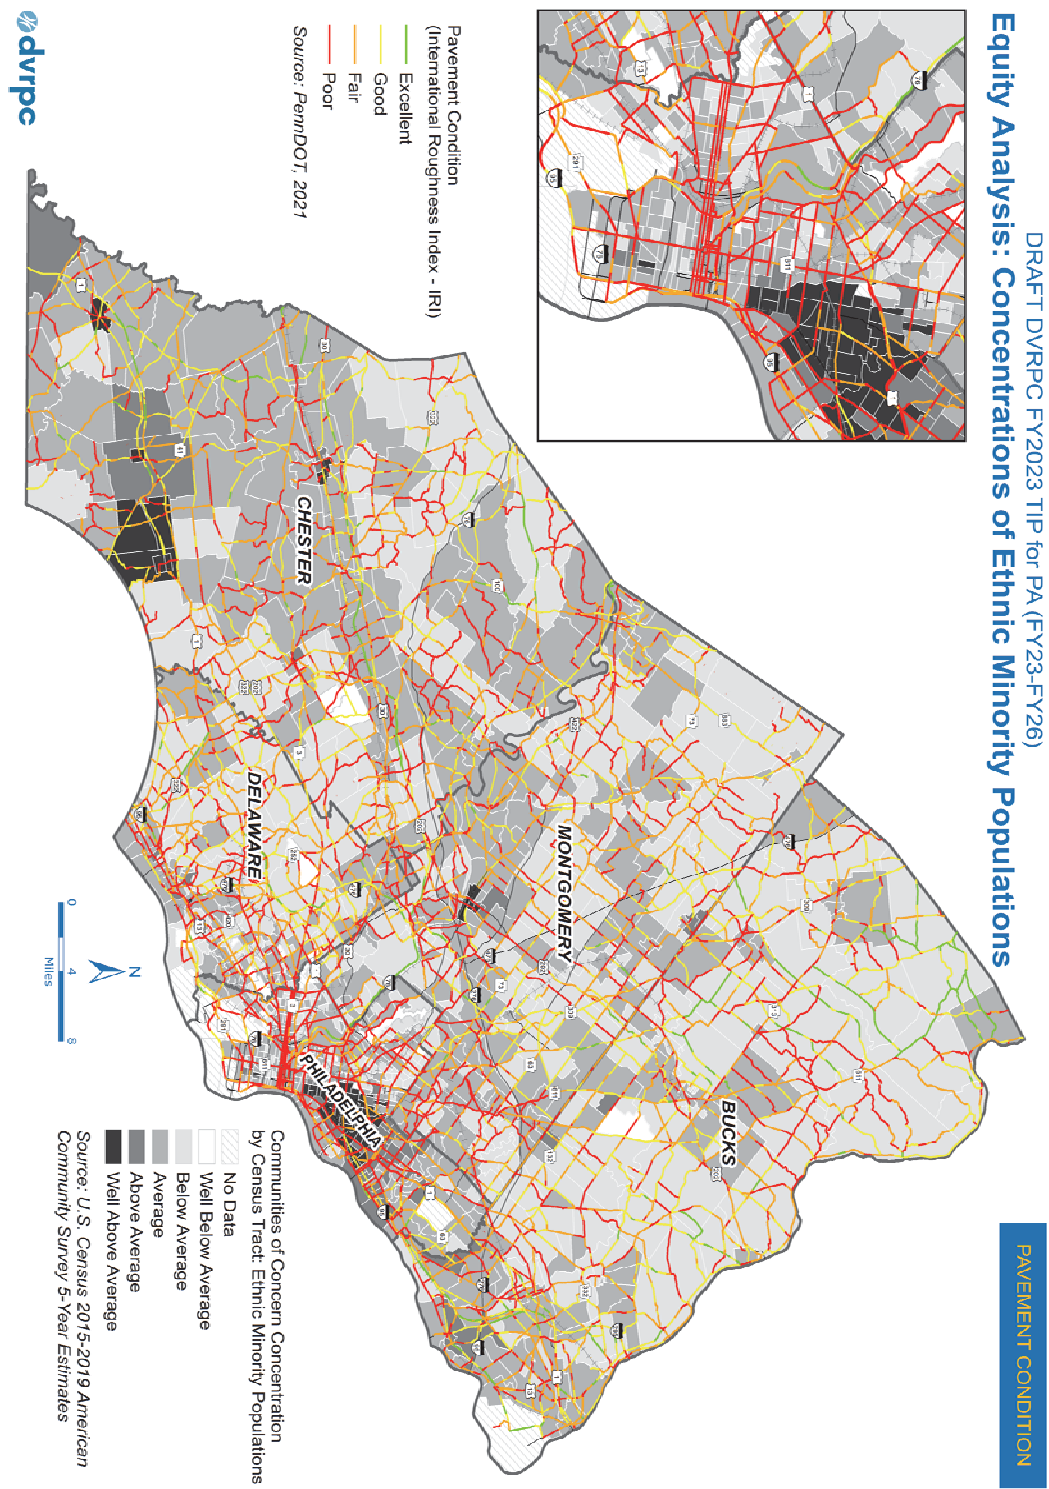 DRAFT DVRPC FY2023 TIP for PA (FY23-FY26)
Equity Analysis: Concentrations of Ethnic Minority Populations
PAVEMENT CONDITION
Pavement Condition
(International Roughness Index - IRI)
Excellent
Good
Fair
Poor
Source: PennDOT, 2021
CHESTER
DELAWARE
MONTGOMERY
PHILADELPHIA
BUCKS
Communities of Concern Concentration
by Census Tract: Ethnic Minority Populations
No Data
Well Below Average
Below Average
Average
Above Average
Well Above Average
Source: U.S. Census 2015-2019 American
Community Survey 5-Year Estimates
N
0 4 8
Miles
dvrpc